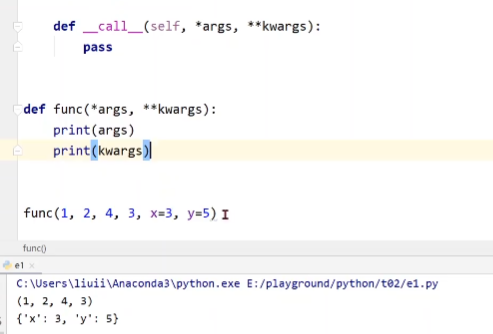 def __call__(self, *args, **kwargs):
pass
def func(*args, **kwargs):
print(args)
print(kwargs)
func(1, 2, 4, 3, x=3, y=5)
func()
e1
C:\Users\liuii\Anaconda3\python.exe E:/playground/python/t02/e1.py
(1, 2, 4, 3)
{'x': 3, 'y': 5}